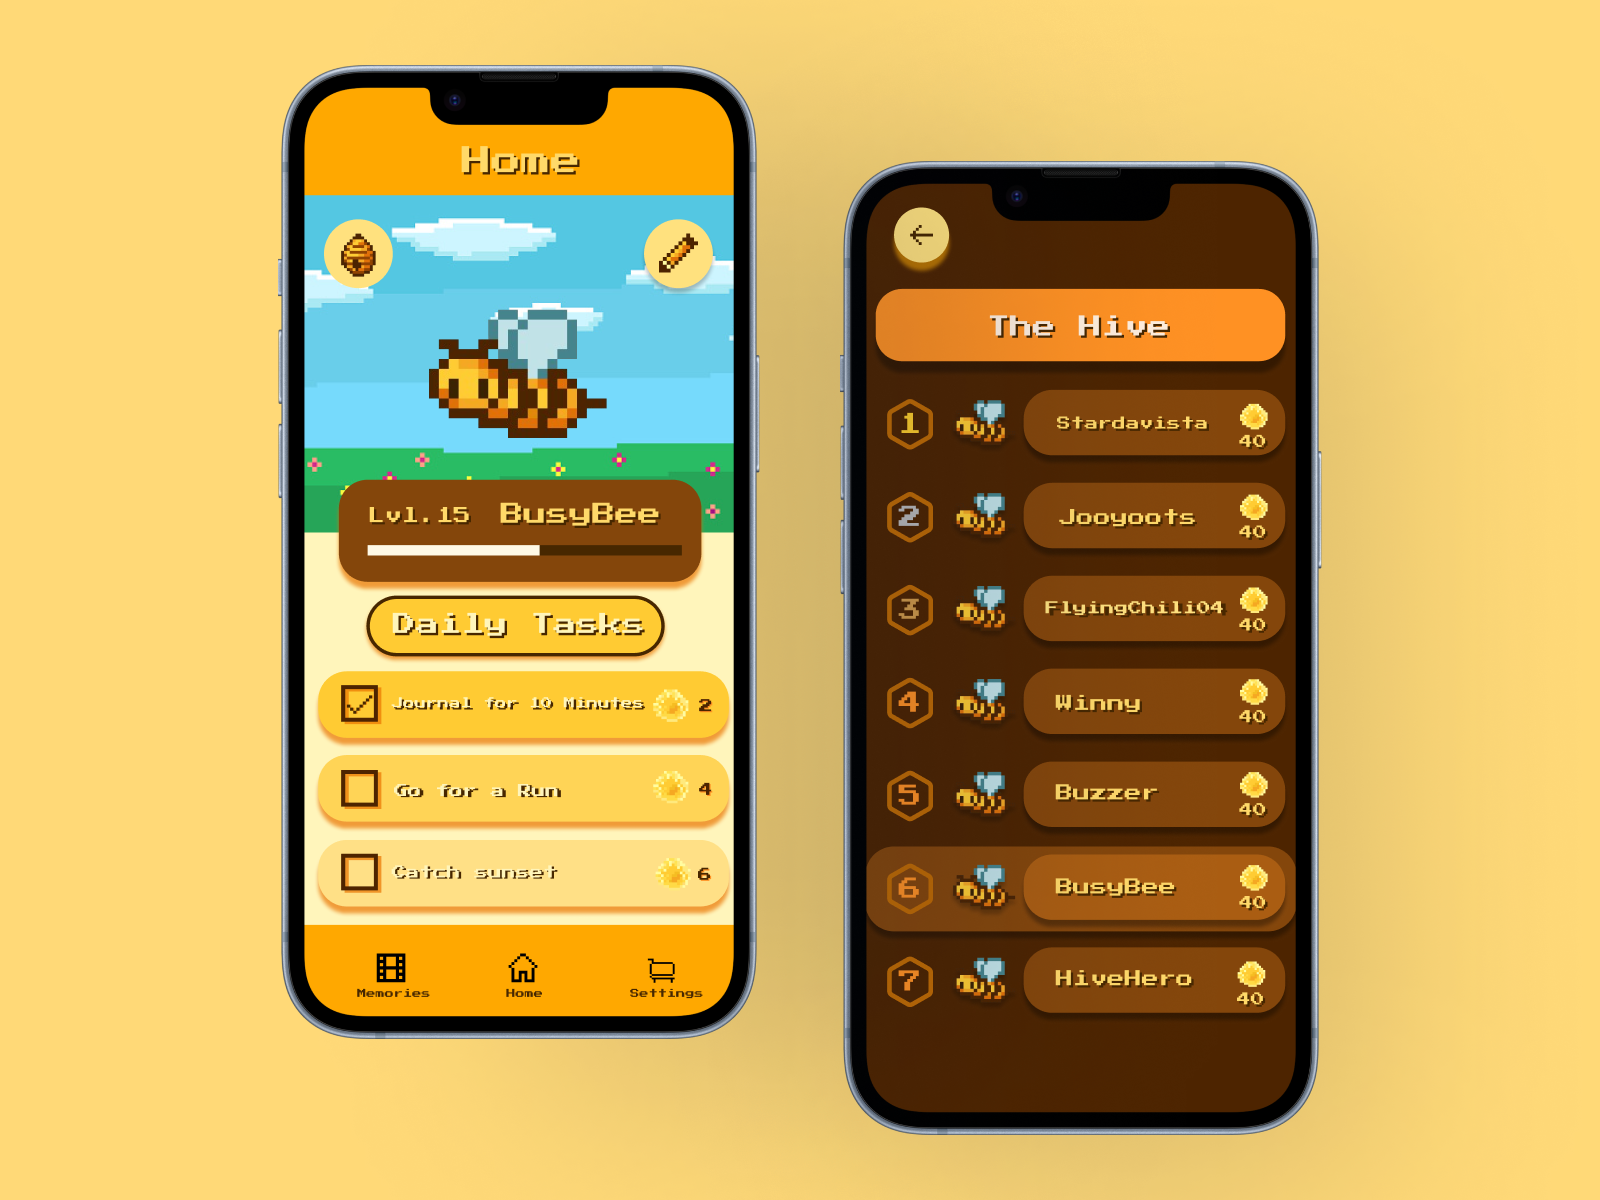 Home
Lvl.15 BusyBee
Daily Tasks
Journal for 10 Minutes 2
Go for a Run 4
Catch sunset 6
Memories Home Settings
The Hive
1 Stardavista 40
2 Jooyoots 40
3 FlyingChili04 40
4 Winny 40
5 Buzzer 40
6 BusyBee 40
7 HiveHero 40